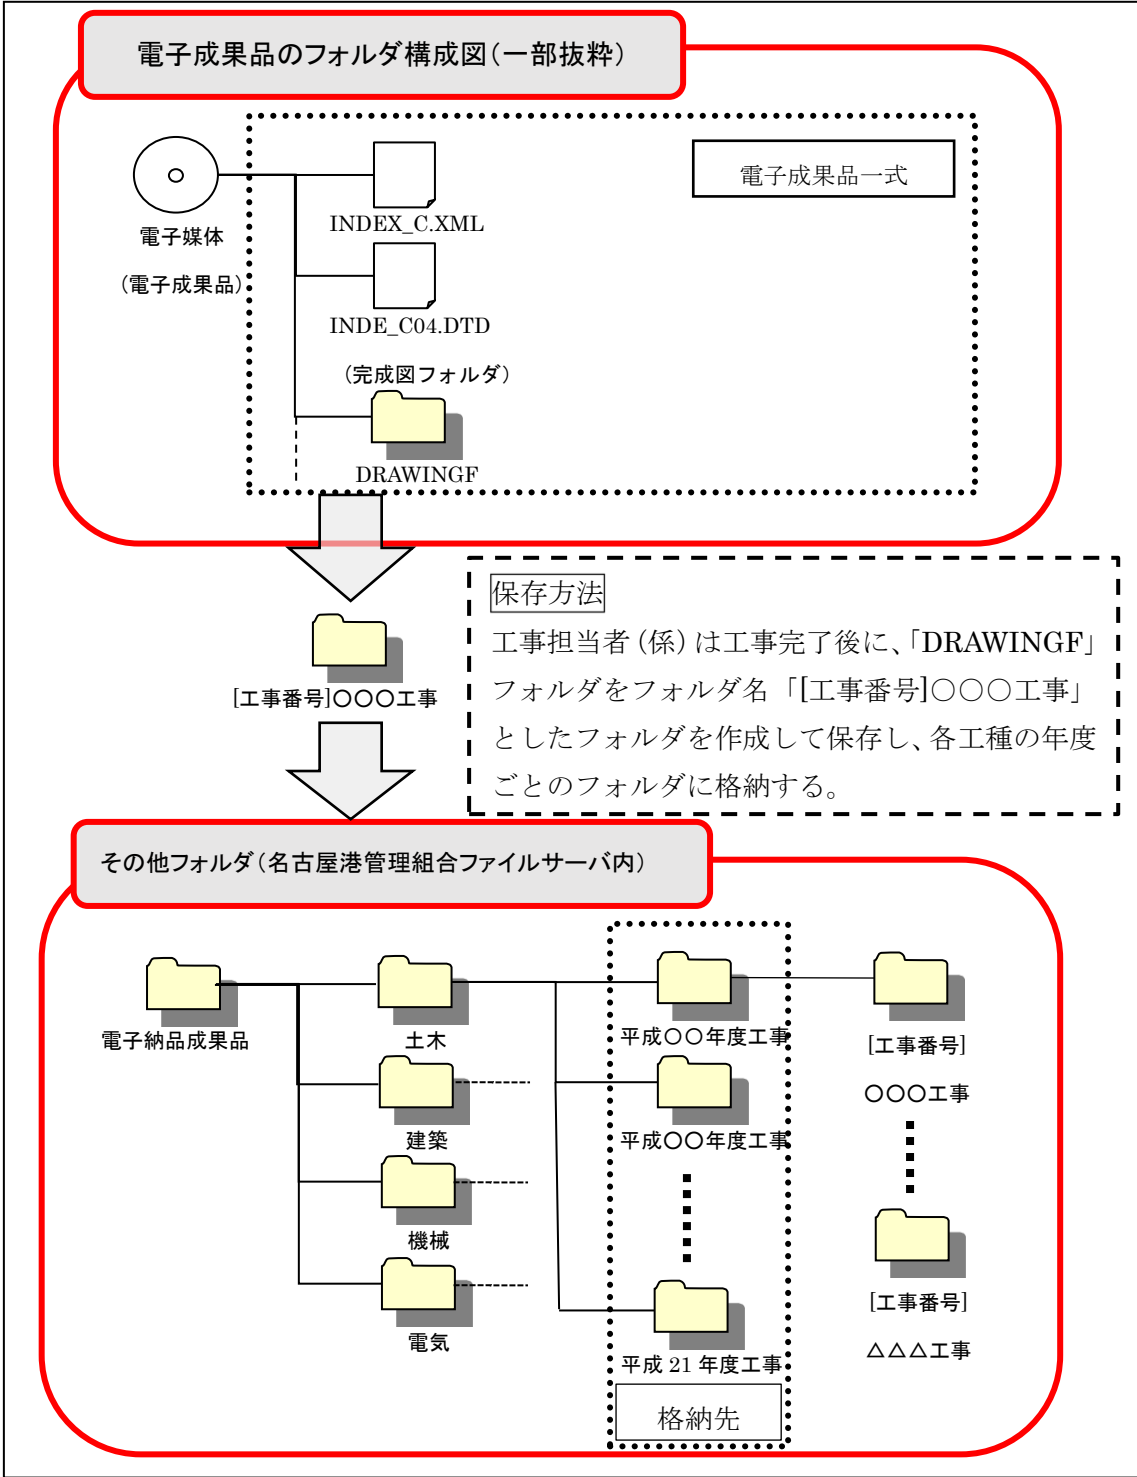 電子成果品のフォルダ構成図（一部抜粋）
電子成果品一式
INDEX_C.XML
電子媒体
（電子成果品）
INDE_C04.DTD
（完成図フォルダ）
DRAWINGF
保存方法
工事担当者（係）は工事完了後に、「DRAWINGF」
フォルダをフォルダ名「[工事番号]○○○工事」
としたフォルダを作成して保存し、各工種の年度
ごとのフォルダに格納する。
[工事番号]○○○工事
その他フォルダ（名古屋港管理組合ファイルサーバ内）
電子納品成果品
土木
平成○○年度工事
[工事番号]
○○○工事
建築
平成○○年度工事
機械
電気
平成 21 年度工事
[工事番号]
△△△工事
格納先